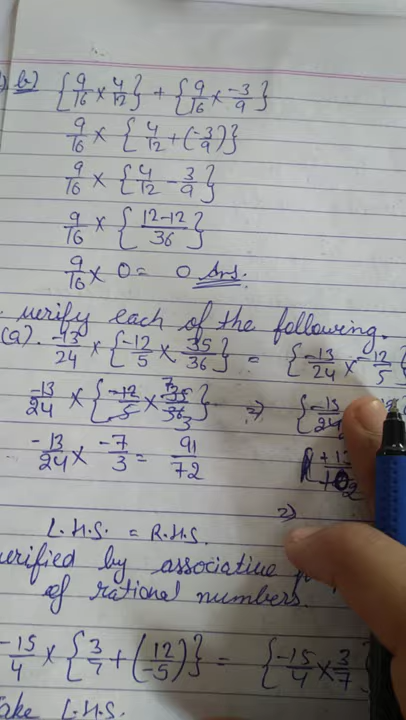 b) {9/16 × 4/12} + {9/16 × -3/9}
9/16 × {4/12 + (-3/9)}
9/16 × {4/12 - 3/9}
9/16 × {12-12/36}
9/16 × 0 = 0 Ans.
verify each of the following.
(a). -13/24 × {-12/5 × 35/36} = {-13/24 × -12/5}
-13/24 × {-12/5 × 35/36} ⇒ {-13/24
-13/24 × -7/3 = 91/72
⇒
L.H.S. = R.H.S.
verified by associative
of rational numbers.
-15/4 × {3/7 + (12/-5)} = {-15/4 × 3/7}
Take L.H.S.